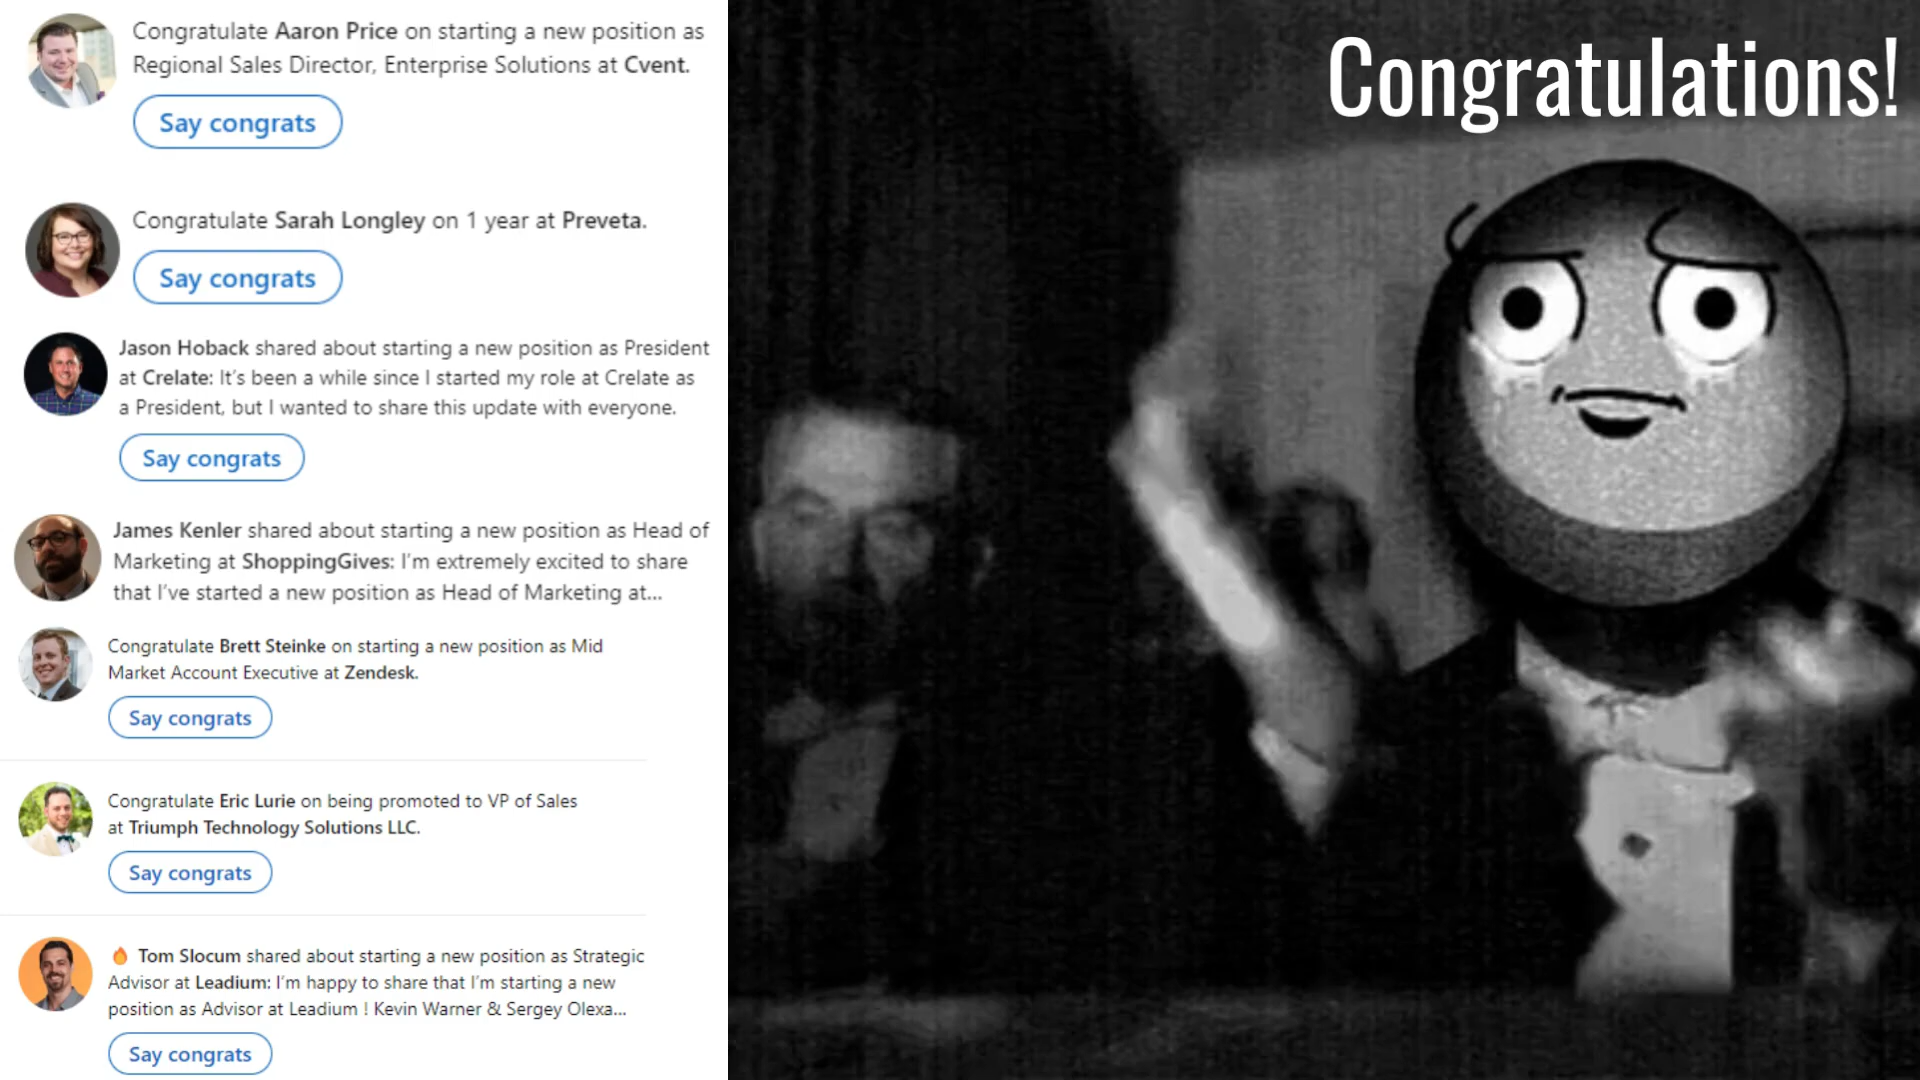 Congratulate Aaron Price on starting a new position as
Regional Sales Director, Enterprise Solutions at Cvent.
Say congrats
Congratulate Sarah Longley on 1 year at Preveta.
Say congrats
Jason Hoback shared about starting a new position as President
at Crelate: It's been a while since I started my role at Crelate as
a President, but I wanted to share this update with everyone.
Say congrats
James Kenler shared about starting a new position as Head of
Marketing at ShoppingGives: I'm extremely excited to share
that I've started a new position as Head of Marketing at...
Congratulate Brett Steinke on starting a new position as Mid
Market Account Executive at Zendesk.
Say congrats
Congratulate Eric Lurie on being promoted to VP of Sales
at Triumph Technology Solutions LLC.
Say congrats
🔥 Tom Slocum shared about starting a new position as Strategic
Advisor at Leadium: I'm happy to share that I'm starting a new
position as Advisor at Leadium ! Kevin Warner & Sergey Olexa...
Say congrats
Congratulations!